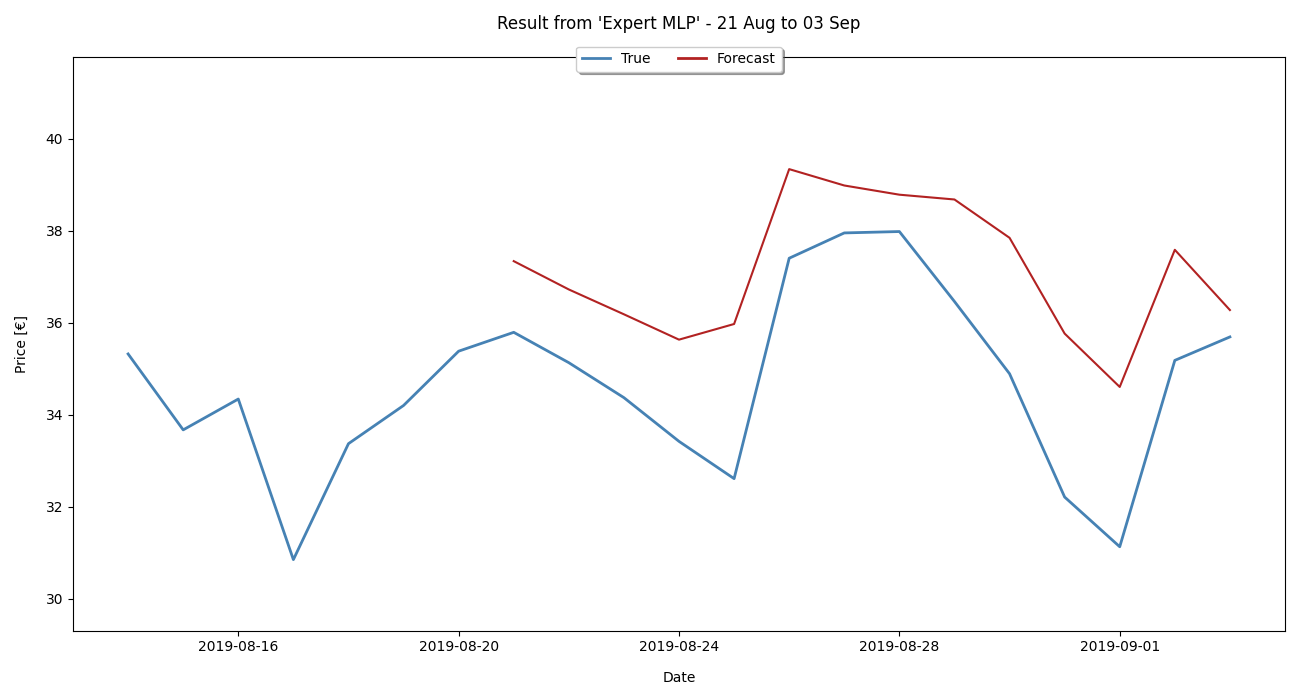 Result from 'Expert MLP' - 21 Aug to 03 Sep
True Forecast
Price [€]
40
38
36
34
32
30
2019-08-16 2019-08-20 2019-08-24 2019-08-28 2019-09-01
Date